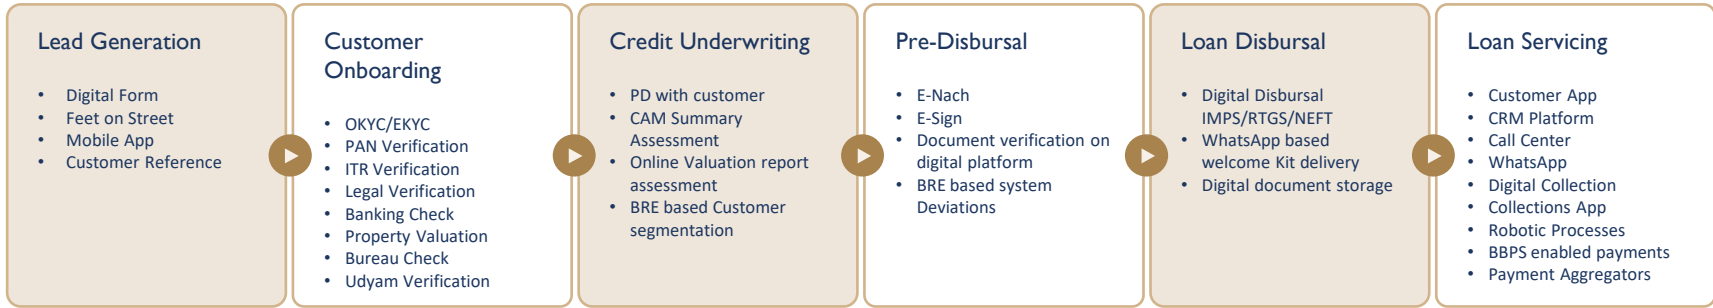 Lead Generation
• Digital Form
• Feet on Street
• Mobile App
• Customer Reference
Customer
Onboarding
• OKYC/EKYC
• PAN Verification
• ITR Verification
• Legal Verification
• Banking Check
• Property Valuation
• Bureau Check
• Udyam Verification
Credit Underwriting
• PD with customer
• CAM Summary
Assessment
• Online Valuation report
assessment
• BRE based Customer
segmentation
Pre-Disbursal
• E-Nach
• E-Sign
• Document verification on
digital platform
• BRE based system
Deviations
Loan Disbursal
• Digital Disbursal
IMPS/RTGS/NEFT
• WhatsApp based
welcome Kit delivery
• Digital document storage
Loan Servicing
• Customer App
• CRM Platform
• Call Center
• WhatsApp
• Digital Collection
• Collections App
• Robotic Processes
• BBPS enabled payments
• Payment Aggregators